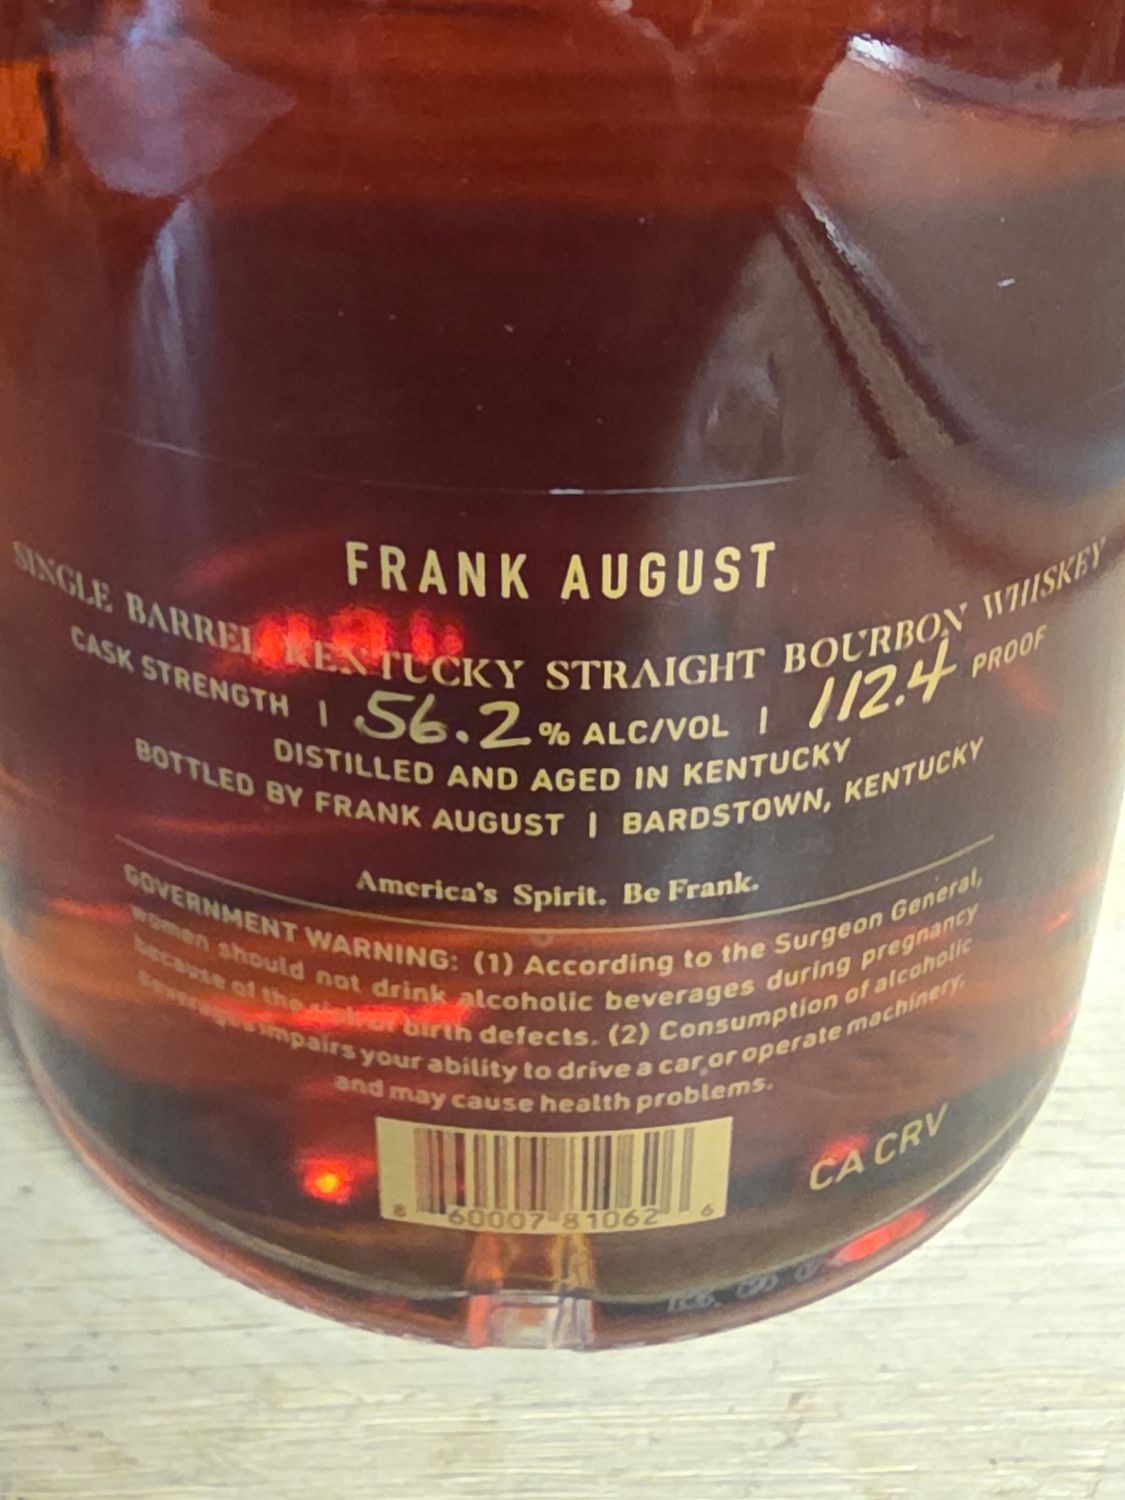 FRANK AUGUST
SINGLE BARREL KENTUCKY STRAIGHT BOURBON WHISKEY
CASK STRENGTH | 56.2% ALC/VOL | 112.4 PROOF
DISTILLED AND AGED IN KENTUCKY
BOTTLED BY FRANK AUGUST | BARDSTOWN, KENTUCKY
America's Spirit. Be Frank.
GOVERNMENT WARNING: (1) According to the Surgeon General,
women should not drink alcoholic beverages during pregnancy
because of the risk of birth defects. (2) Consumption of alcoholic
beverages impairs your ability to drive a car or operate machinery,
and may cause health problems.
CA CRV
8 60007 81062 6